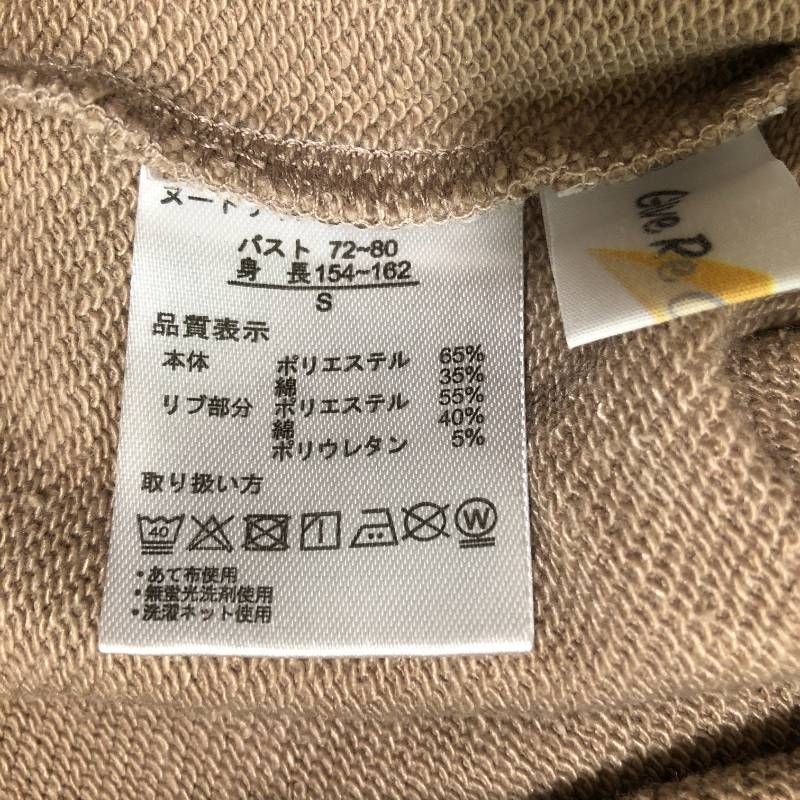 バスト 72~80
身 長 154~162
S
品質表示
本体 ポリエステル 65%
綿 35%
リブ部分 ポリエステル 55%
綿 40%
ポリウレタン 5%
取り扱い方
40 W
・あて布使用
・無蛍光洗剤使用
・洗濯ネット使用
Give Re